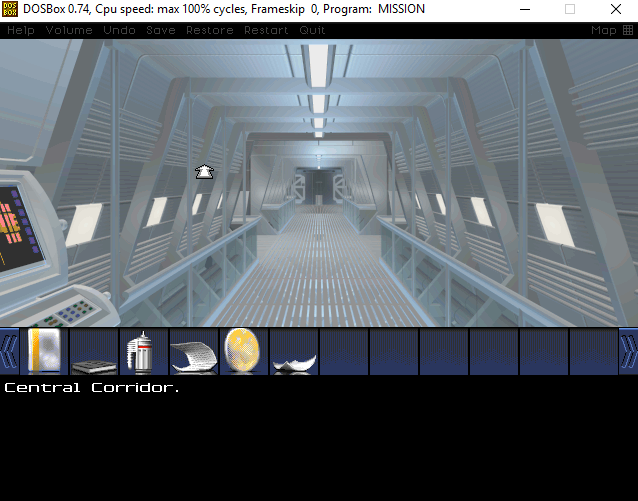 DOSBox 0.74, Cpu speed: max 100% cycles, Frameskip 0, Program: MISSION
Help Volume Undo Save Restore Restart Quit Map
Central Corridor.